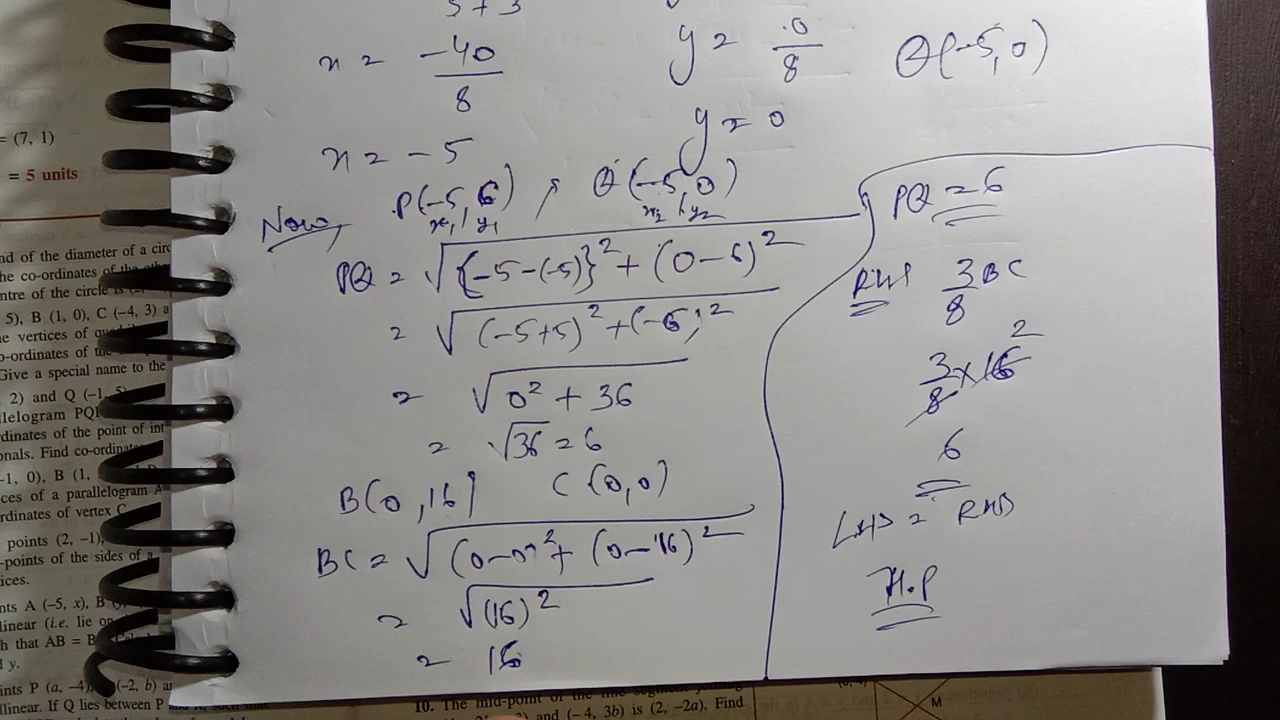 5+3
x = -40/8
y = 0/8
Q(-5,0)
x = -5
y = 0
Now, P(-5, 6) , Q(-5, 0)
x₁ / y₁ x₂ / y₂
PQ = √{-5-(-5)}² + (0-6)²
= √(-5+5)² + (-6)²
= √0² + 36
= √36 = 6
B(0, 16) C(0,0)
BC = √(0-0)² + (0-16)²
= √(16)²
= 16
PQ = 6
RHS 3/8 BC
3/8 × 16 2
6
LHS = RHS
H.P
= (7, 1)
= 5 units
nd of the diameter of a circ
he co-ordinates of the
ntre of the circle is
5), B (1, 0), C (-4, 3) a
e vertices of
o-ordinates of
Give a special name to the
2) and Q (-1, 5)
llelogram PQ
dinates of the point of int
onals. Find co-ordinat
-1, 0), B (1,
ces of a parallelogram A
rdinates of vertex C
points (2, -1),
-points of the sides of a
ices.
nts A (-5, x), B
linear (i.e. lie on
h that AB = B
y.
ints P (a, -4), (-2, b) a
llinear. If Q lies between P
10. The mid-point of the line segment joining
and (-4, 3b) is (2, -2a). Find
M